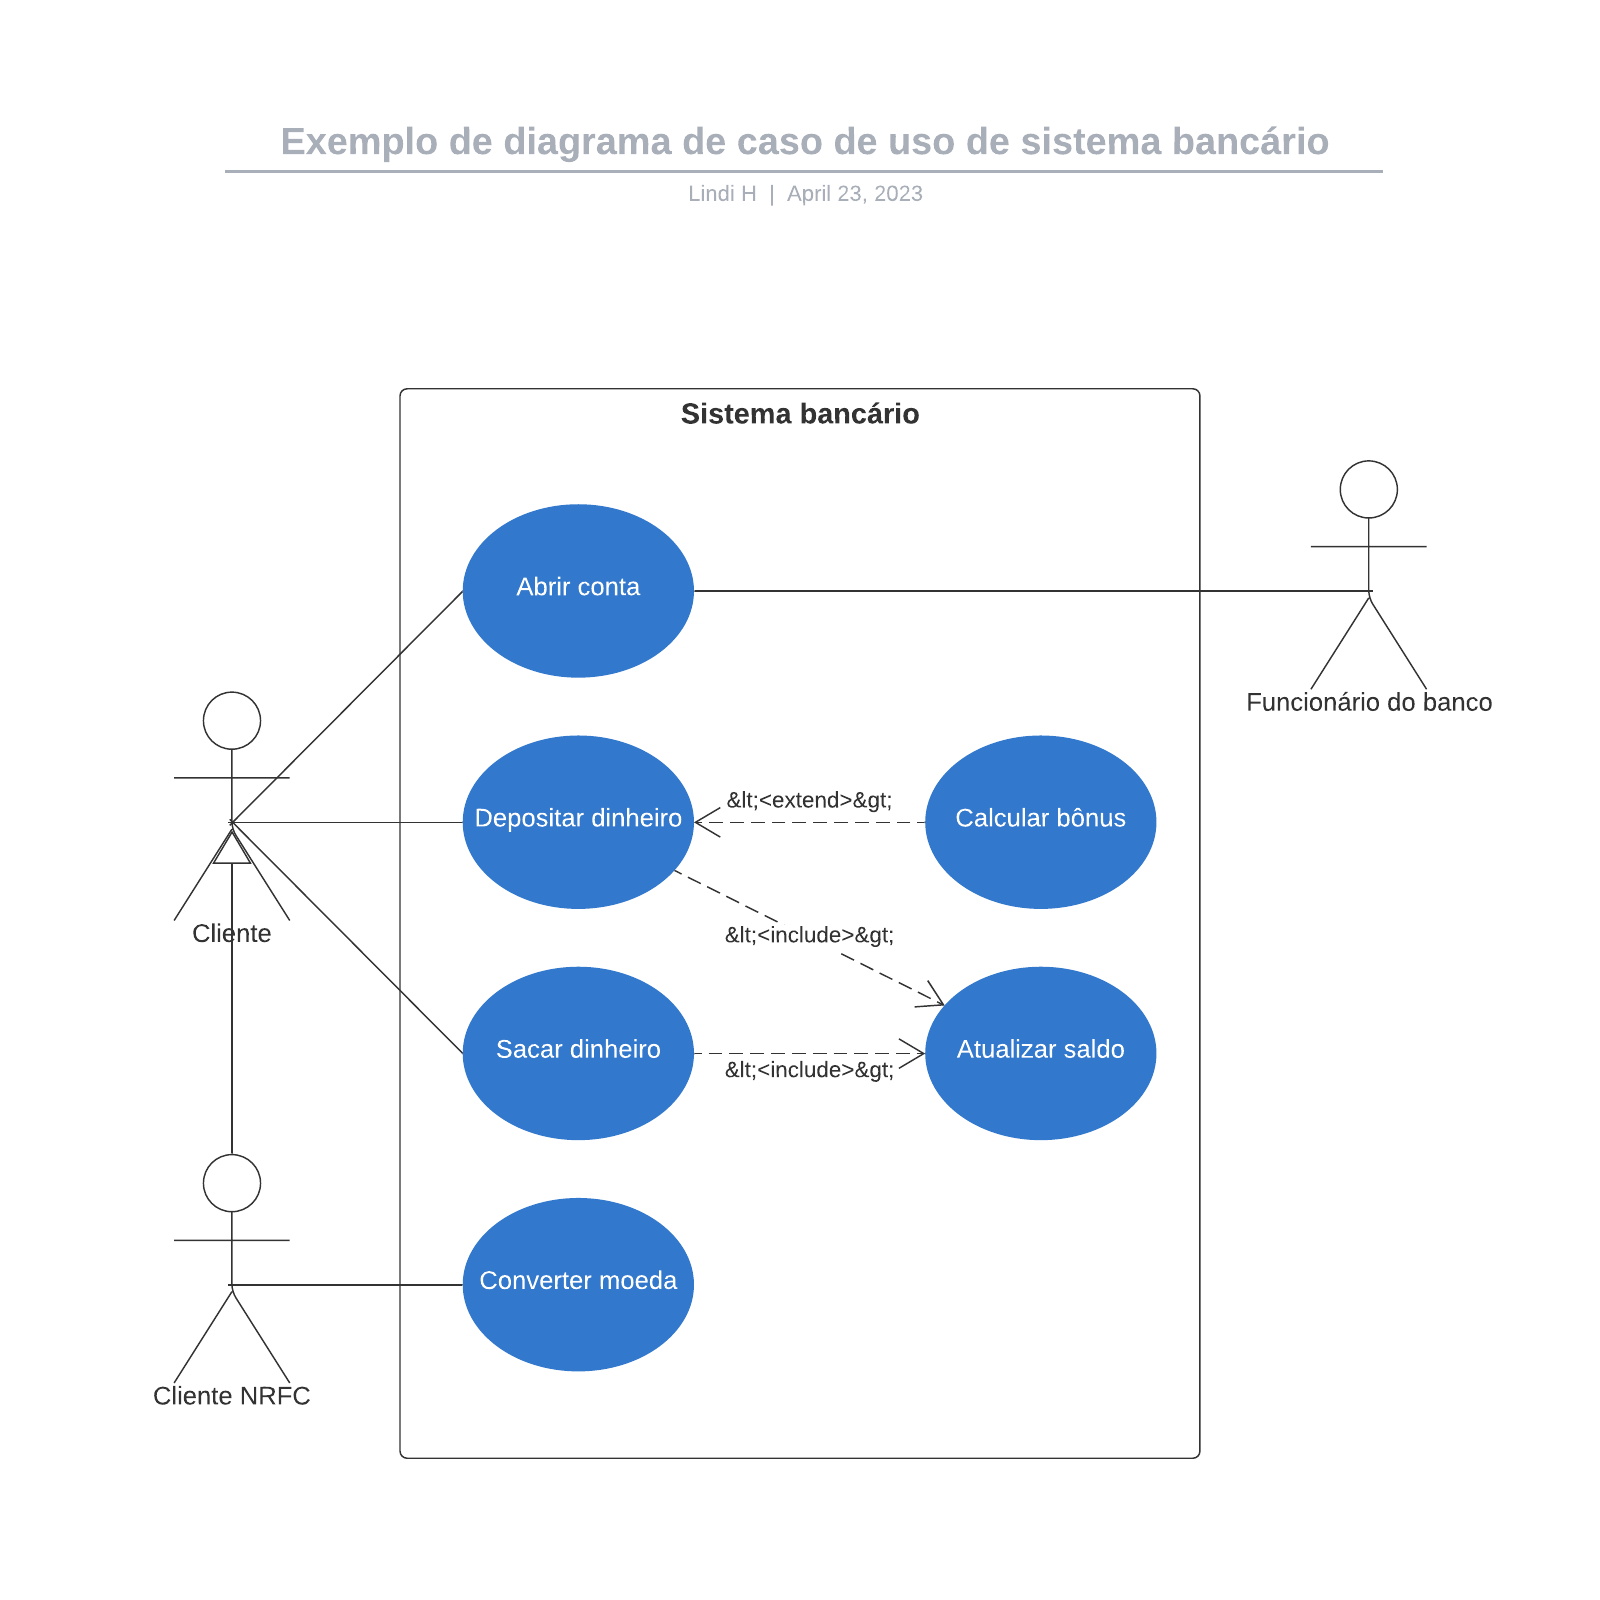 Exemplo de diagrama de caso de uso de sistema bancário
Lindi H | April 23, 2023
Sistema bancário
Abrir conta
Funcionário do banco
Depositar dinheiro
&lt;<extend>&gt;
Calcular bônus
Cliente
&lt;<include>&gt;
Sacar dinheiro
&lt;<include>&gt;
Atualizar saldo
Converter moeda
Cliente NRFC